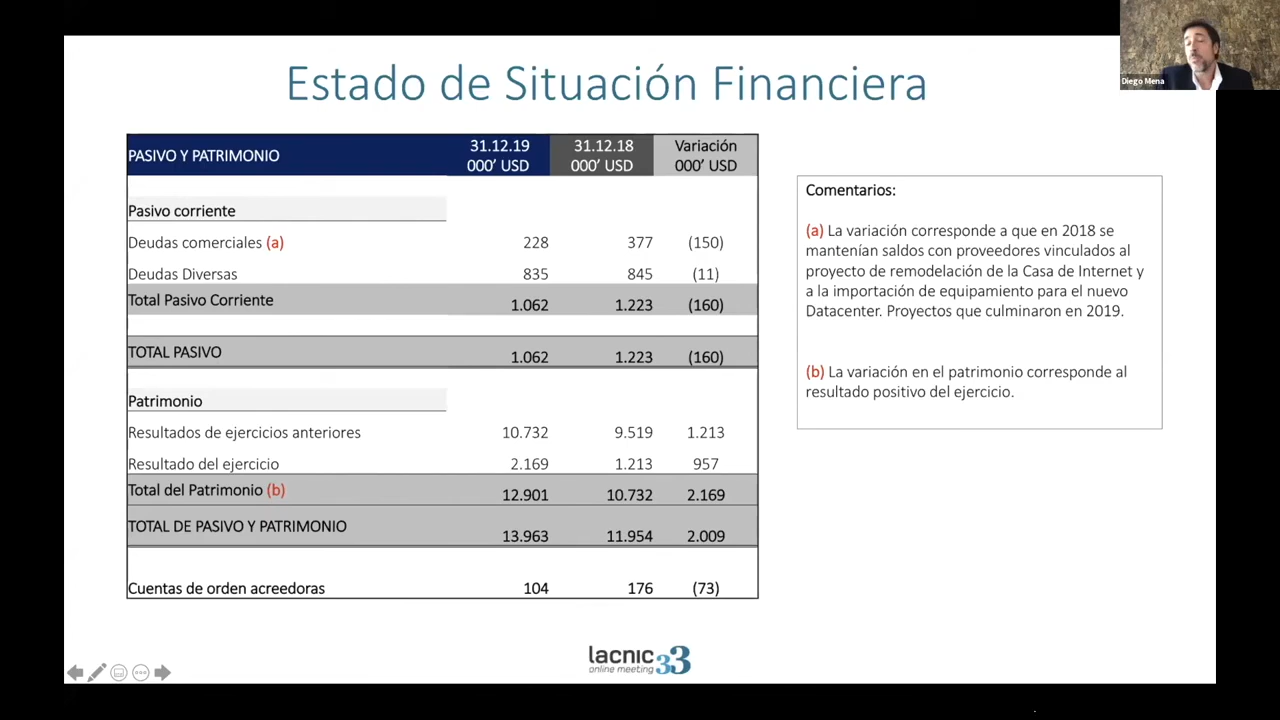 Estado de Situación Financiera
Diego Mena
PASIVO Y PATRIMONIO 31.12.19 000’ USD 31.12.18 000’ USD Variación 000’ USD
Pasivo corriente
Deudas comerciales (a) 228 377 (150)
Deudas Diversas 835 845 (11)
Total Pasivo Corriente 1.062 1.223 (160)
TOTAL PASIVO 1.062 1.223 (160)
Patrimonio
Resultados de ejercicios anteriores 10.732 9.519 1.213
Resultado del ejercicio 2.169 1.213 957
Total del Patrimonio (b) 12.901 10.732 2.169
TOTAL DE PASIVO Y PATRIMONIO 13.963 11.954 2.009
Cuentas de orden acreedoras 104 176 (73)
Comentarios:
(a) La variación corresponde a que en 2018 se
mantenían saldos con proveedores vinculados al
proyecto de remodelación de la Casa de Internet y
a la importación de equipamiento para el nuevo
Datacenter. Proyectos que culminaron en 2019.
(b) La variación en el patrimonio corresponde al
resultado positivo del ejercicio.
lacnic 33
online meeting